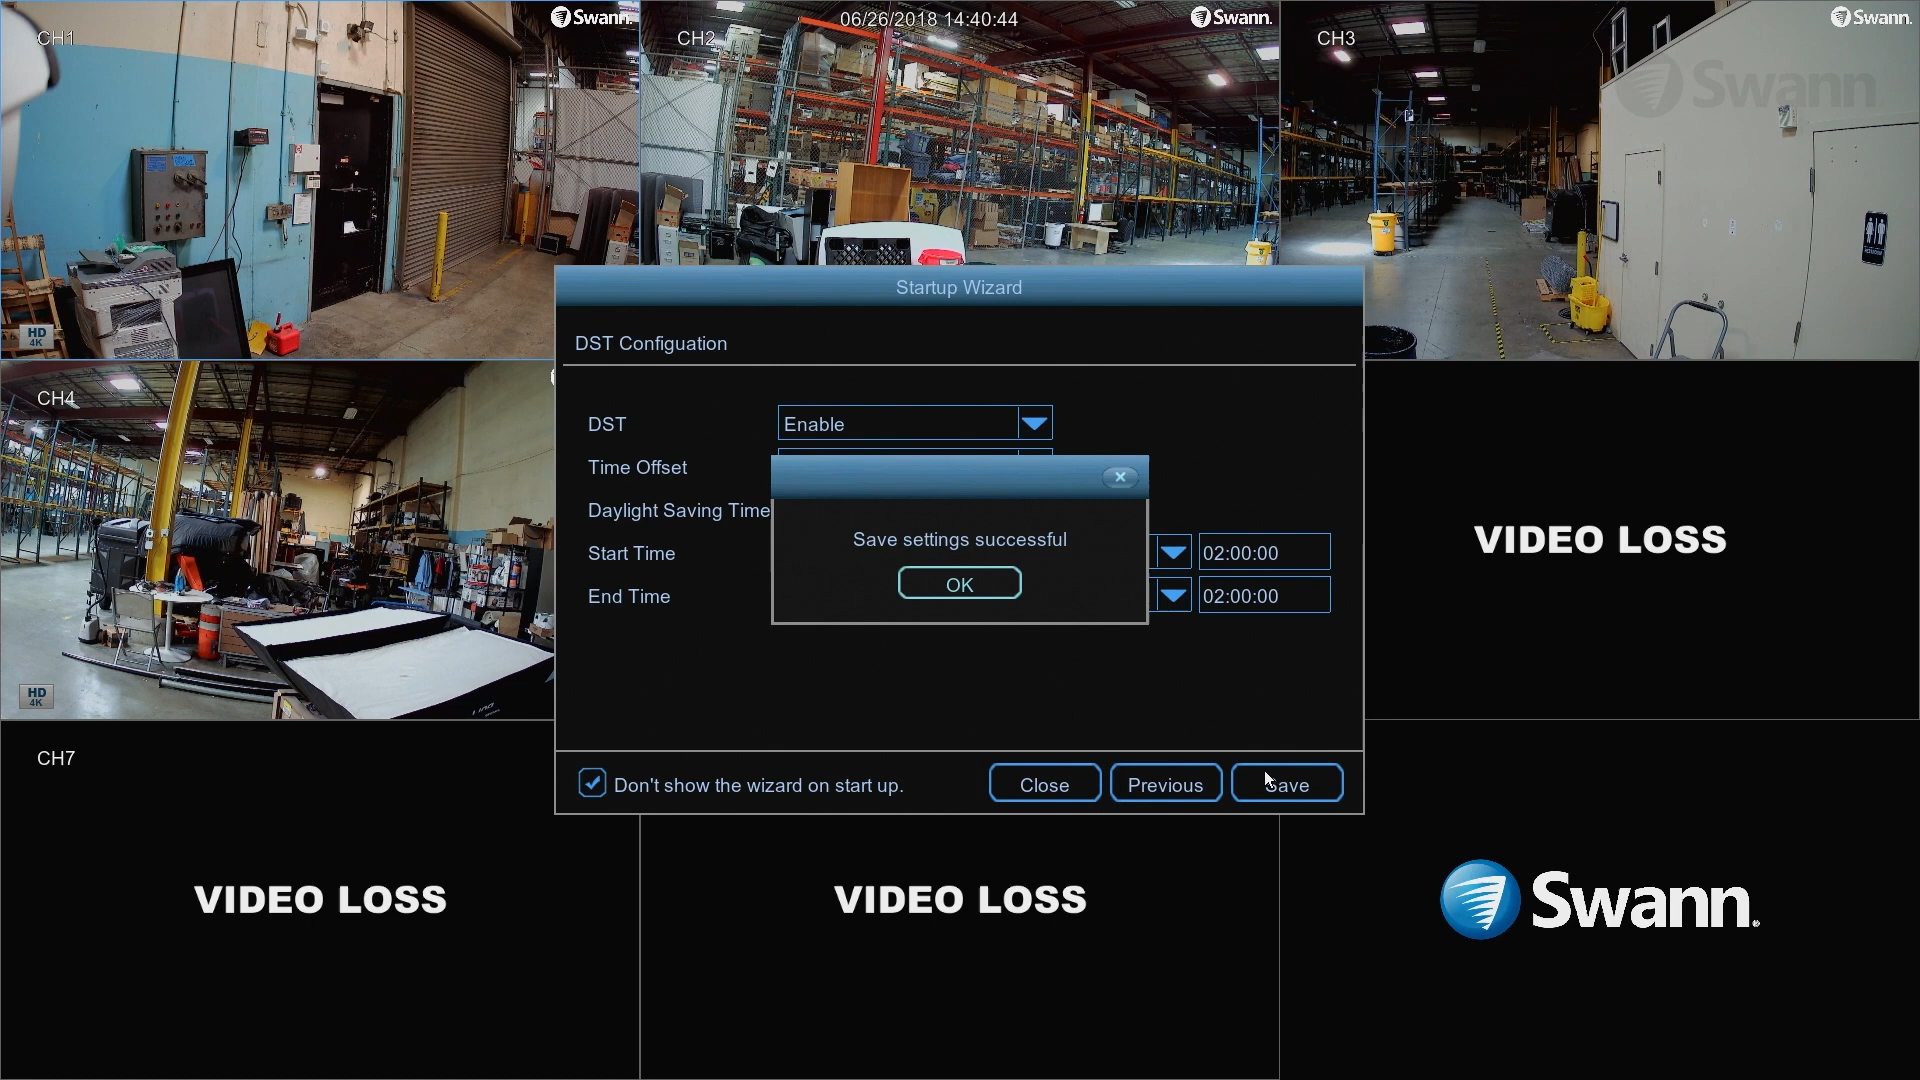 CH1
Swann.
CH2
06/26/2018 14:40:44
Swann.
CH3
Swann.
Swann
HD
4K
Startup Wizard
DST Configuation
DST
Enable
Time Offset
Daylight Saving Time
Start Time
02:00:00
End Time
02:00:00
Save settings successful
OK
Don't show the wizard on start up.
Close
Previous
Save
CH4
HD
4K
VIDEO LOSS
CH7
VIDEO LOSS
VIDEO LOSS
Swann.